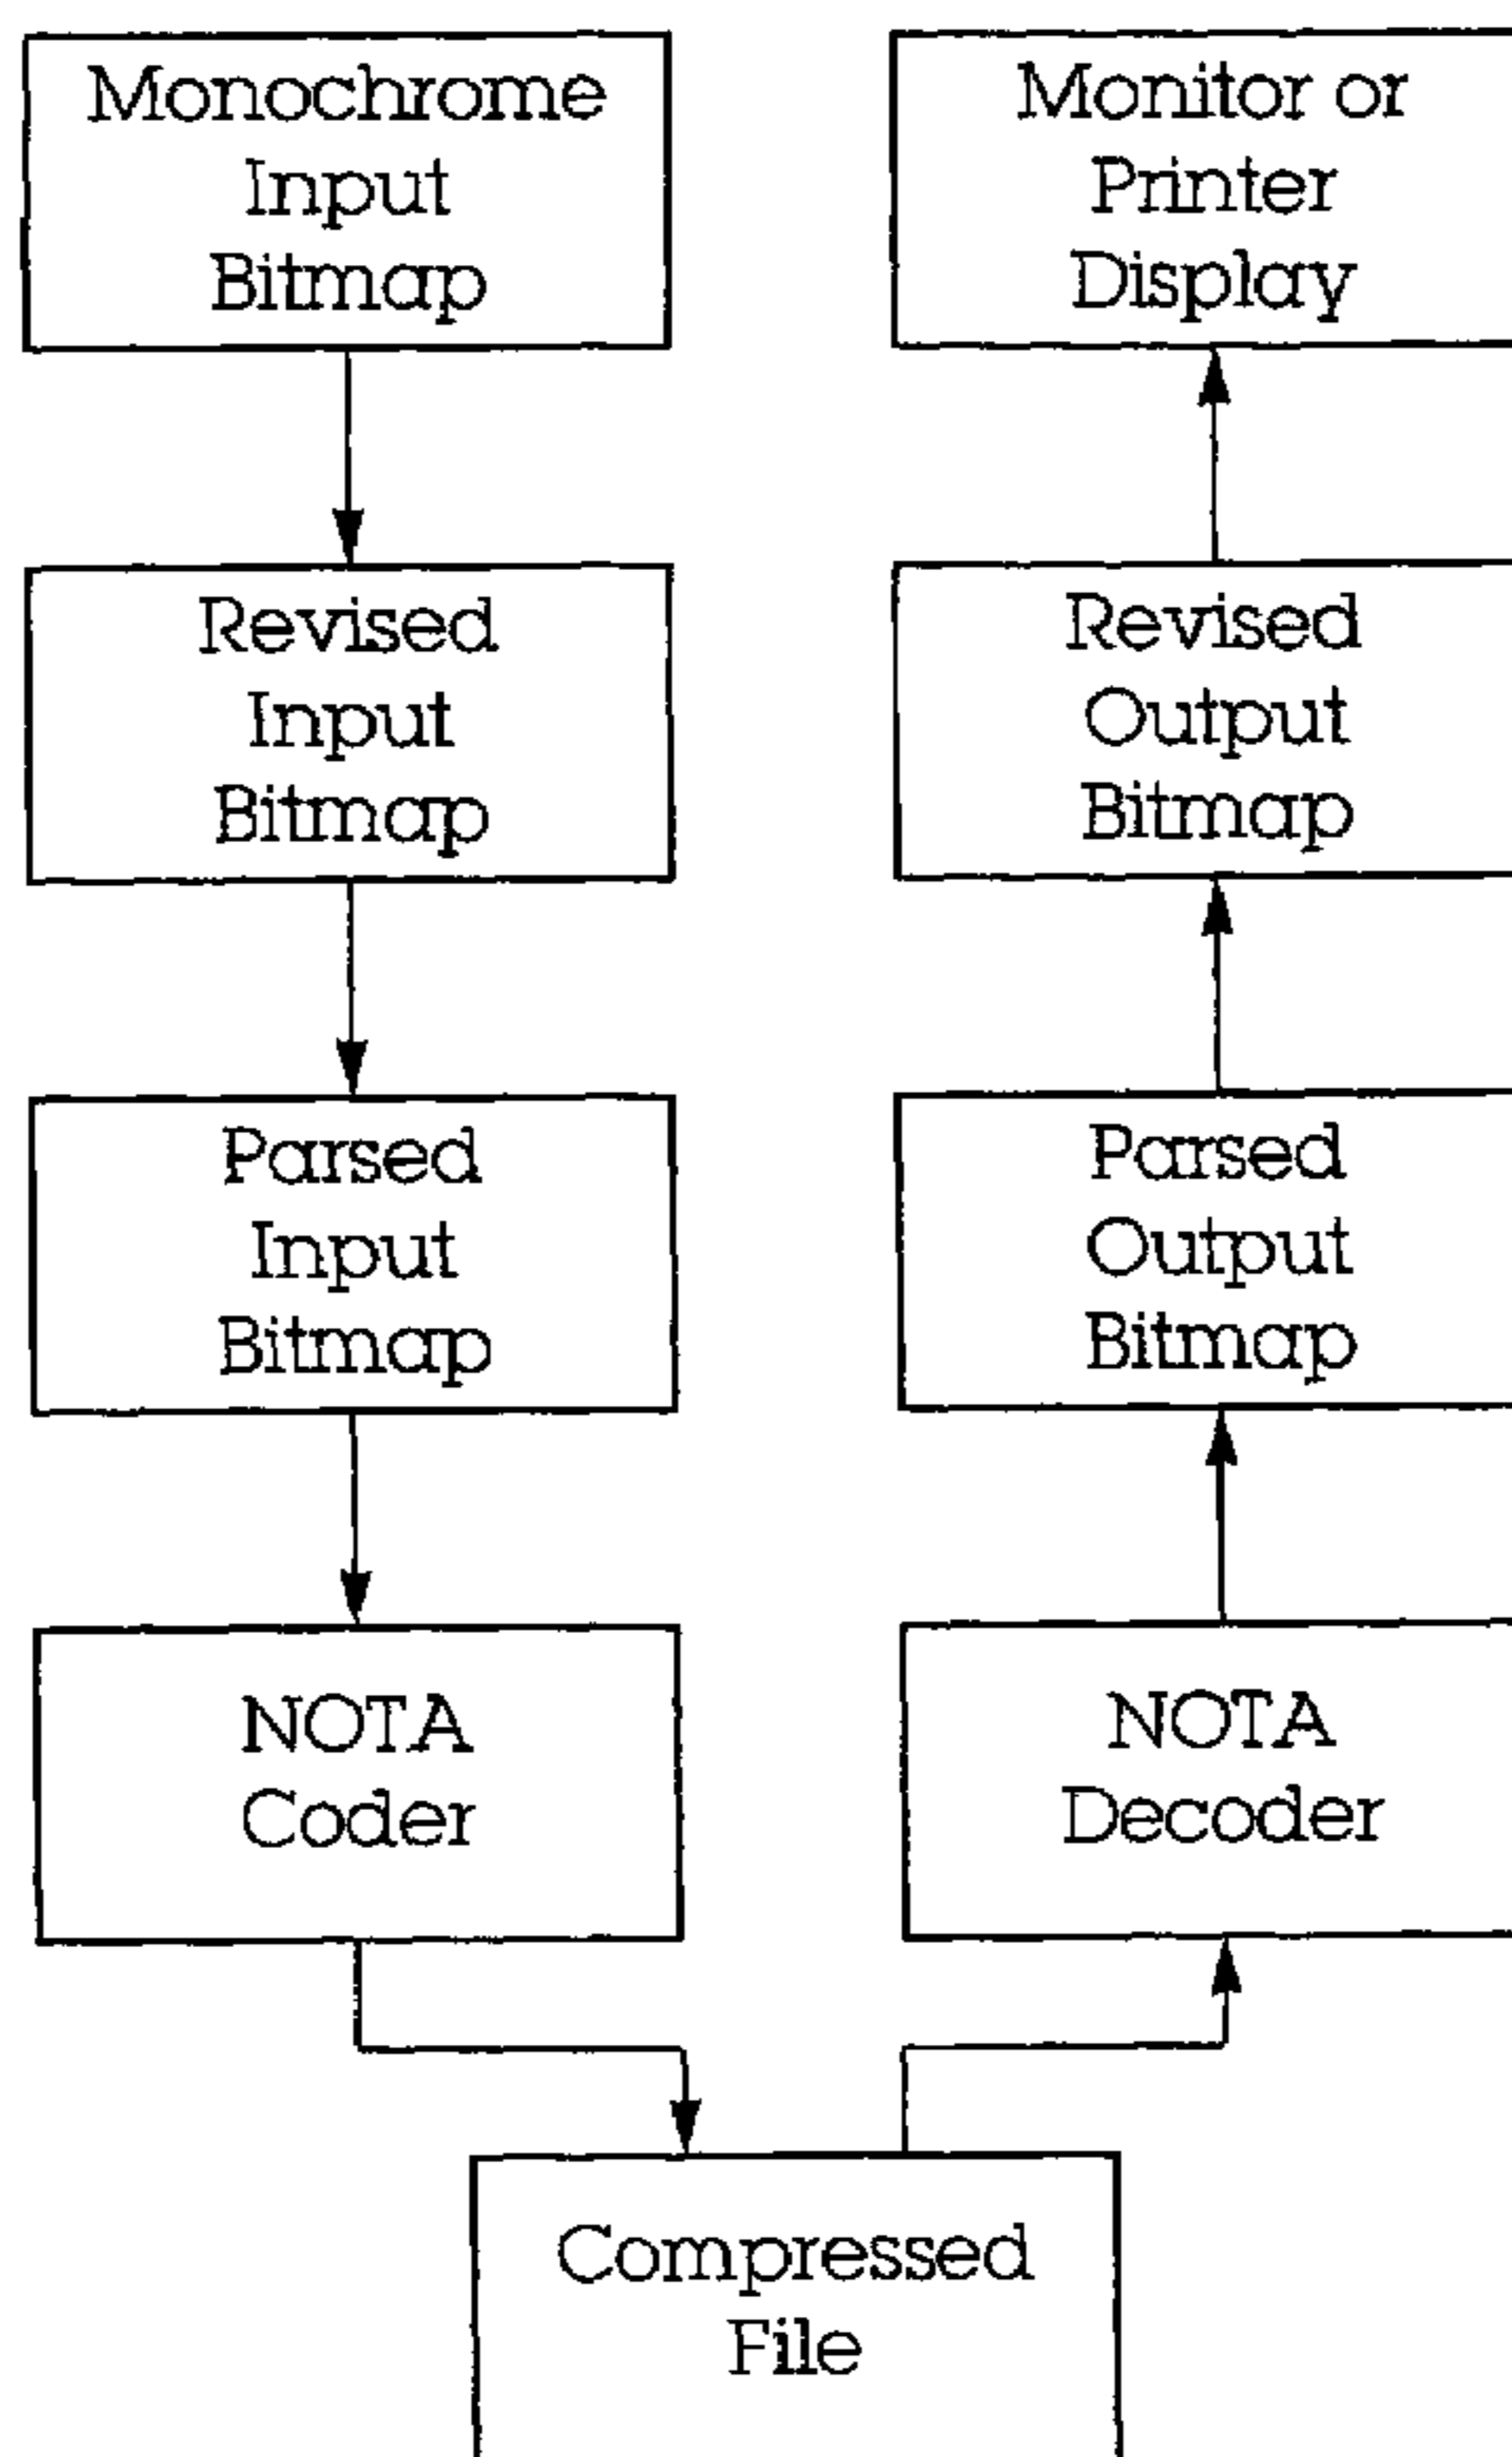 Monochrome
Input
Bitmap
Revised
Input
Bitmap
Parsed
Input
Bitmap
NOTA
Coder
Compressed
File
NOTA
Decoder
Parsed
Output
Bitmap
Revised
Output
Bitmap
Monitor or
Printer
Display